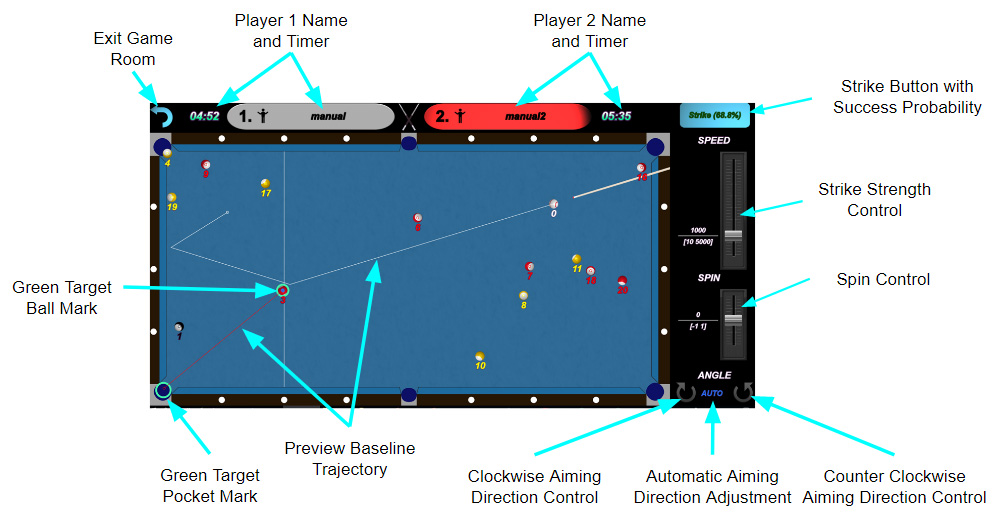 Player 1 Name
and Timer
Player 2 Name
and Timer
Exit Game
Room
Strike Button with
Success Probability
04:52
1.
manual
2.
manual2
05:35
Strike (68.8%)
SPEED
4
17
19
6
0
Strike Strength
Control
1000
[10 5000]
7
11
18
20
8
SPIN
Spin Control
0
[-1 1]
Green Target
Ball Mark
3
1
10
ANGLE
AUTO
Preview Baseline
Trajectory
Green Target
Pocket Mark
Clockwise Aiming
Direction Control
Automatic Aiming
Direction Adjustment
Counter Clockwise
Aiming Direction Control